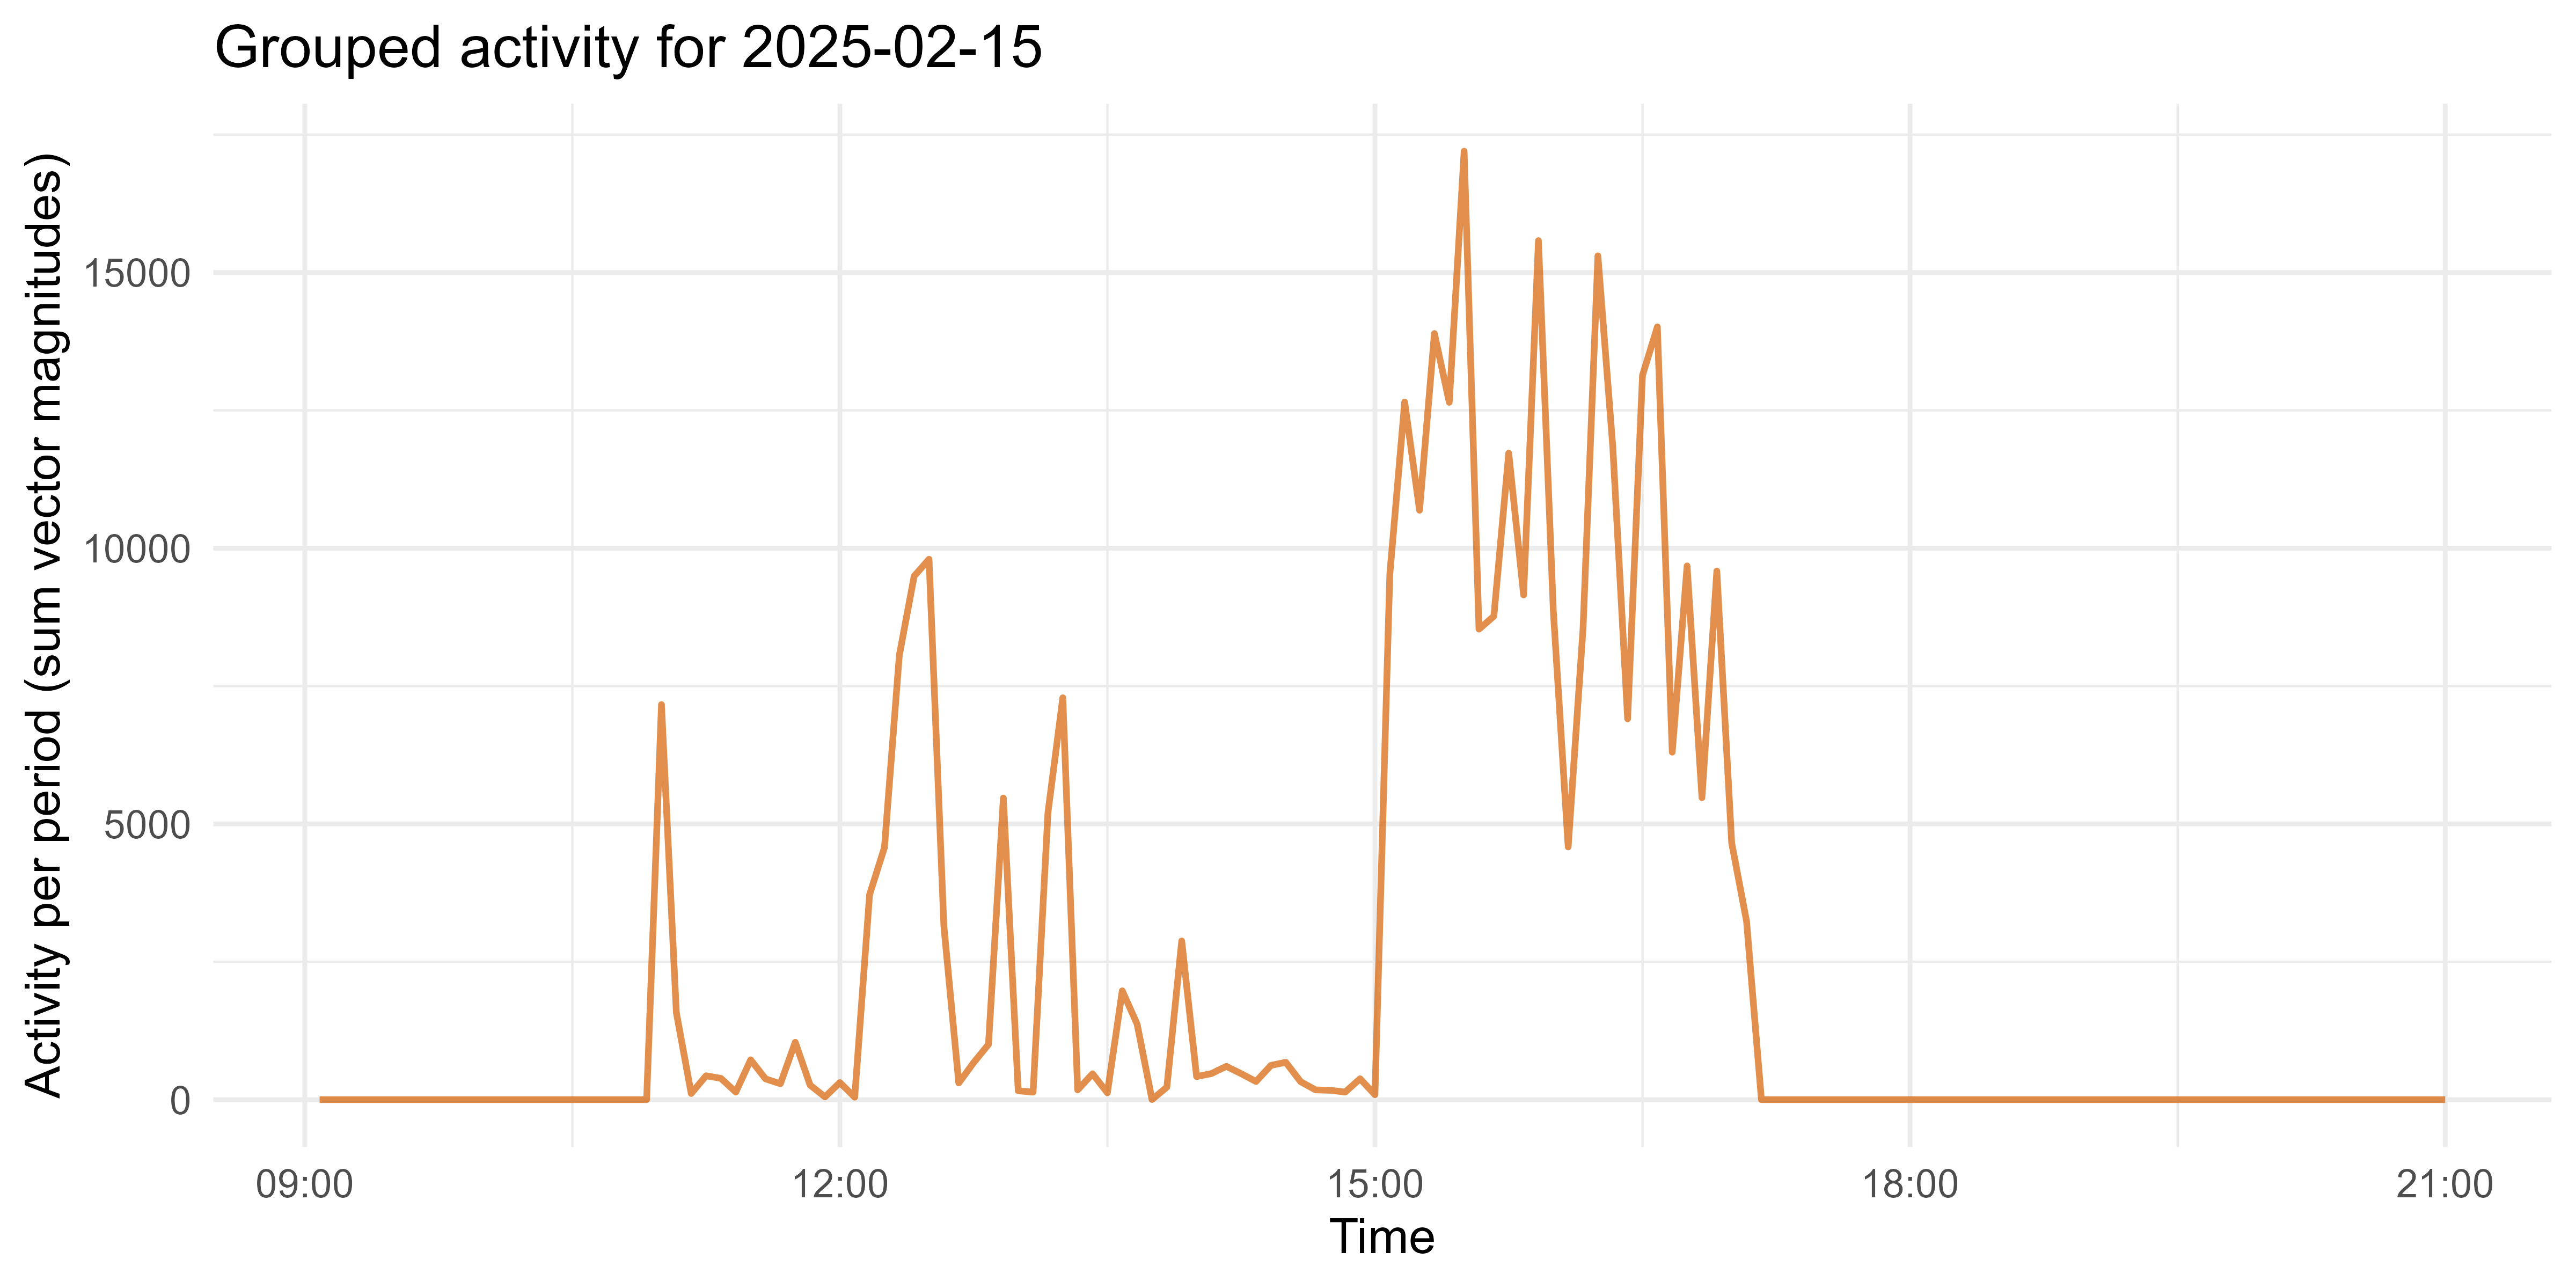 Grouped activity for 2025-02-15
Activity per period (sum vector magnitudes)
15000
10000
5000
0
09:00 12:00 15:00 18:00 21:00
Time